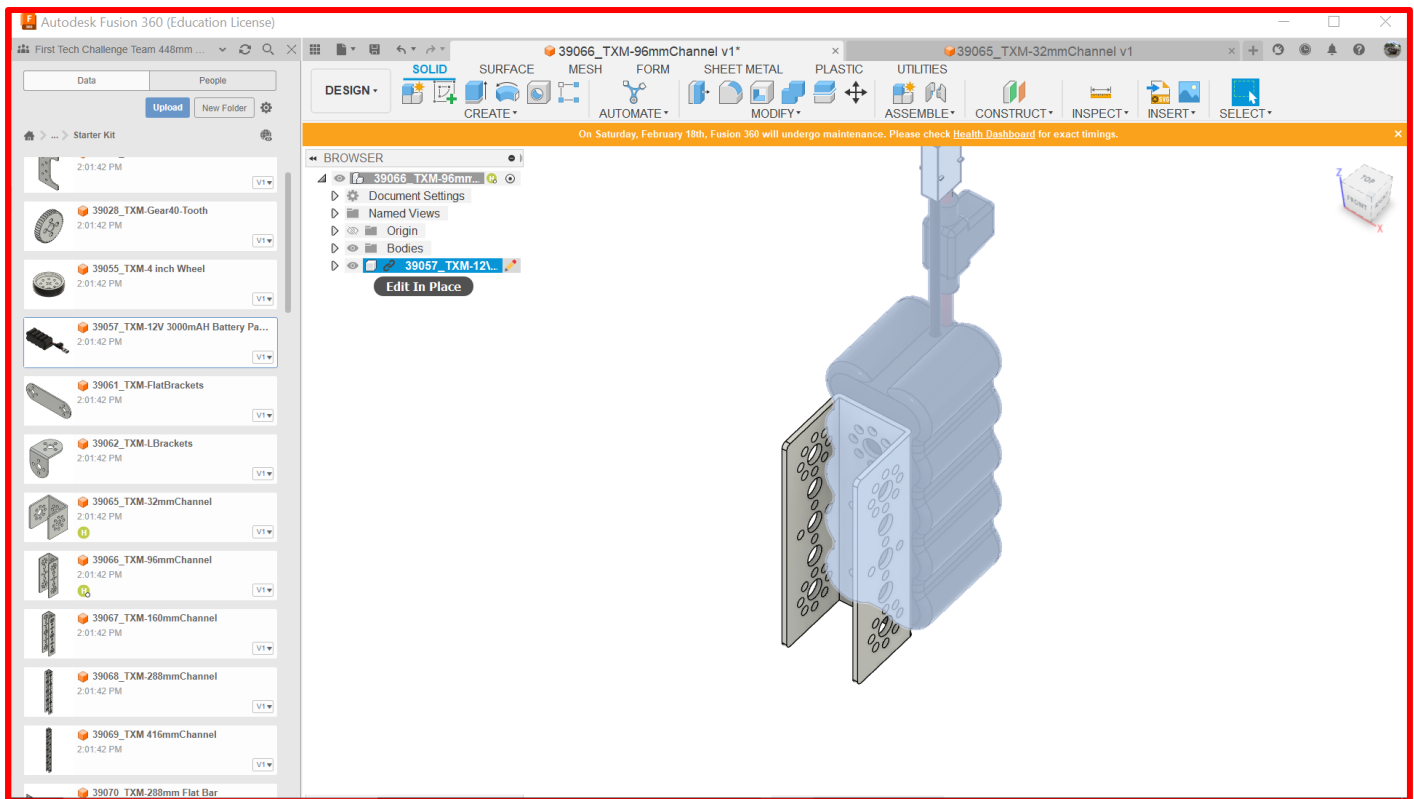 Autodesk Fusion 360 (Education License)
First Tech Challenge Team 448mm ...
39066_TXM-96mmChannel v1*
39065_TXM-32mmChannel v1
Data People
Upload New Folder
... > Starter Kit
2:01:42 PM
V1
39028_TXM-Gear40-Tooth
2:01:42 PM
V1
39055_TXM-4 inch Wheel
2:01:42 PM
V1
39057_TXM-12V 3000mAH Battery Pa...
2:01:42 PM
V1
39061_TXM-FlatBrackets
2:01:42 PM
V1
39062_TXM-LBrackets
2:01:42 PM
V1
39065_TXM-32mmChannel
2:01:42 PM
H
V1
39066_TXM-96mmChannel
2:01:42 PM
H
V1
39067_TXM-160mmChannel
2:01:42 PM
V1
39068_TXM-288mmChannel
2:01:42 PM
V1
39069_TXM 416mmChannel
2:01:42 PM
V1
39070_TXM-288mm Flat Bar
SOLID SURFACE MESH FORM SHEET METAL PLASTIC UTILITIES
DESIGN
CREATE AUTOMATE MODIFY ASSEMBLE CONSTRUCT INSPECT INSERT SELECT
On Saturday, February 18th, Fusion 360 will undergo maintenance. Please check Health Dashboard for exact timings.
BROWSER
39066_TXM-96mm...
Document Settings
Named Views
Origin
Bodies
39057_TXM-12\...
Edit In Place
Z
TOP
FRONT
X